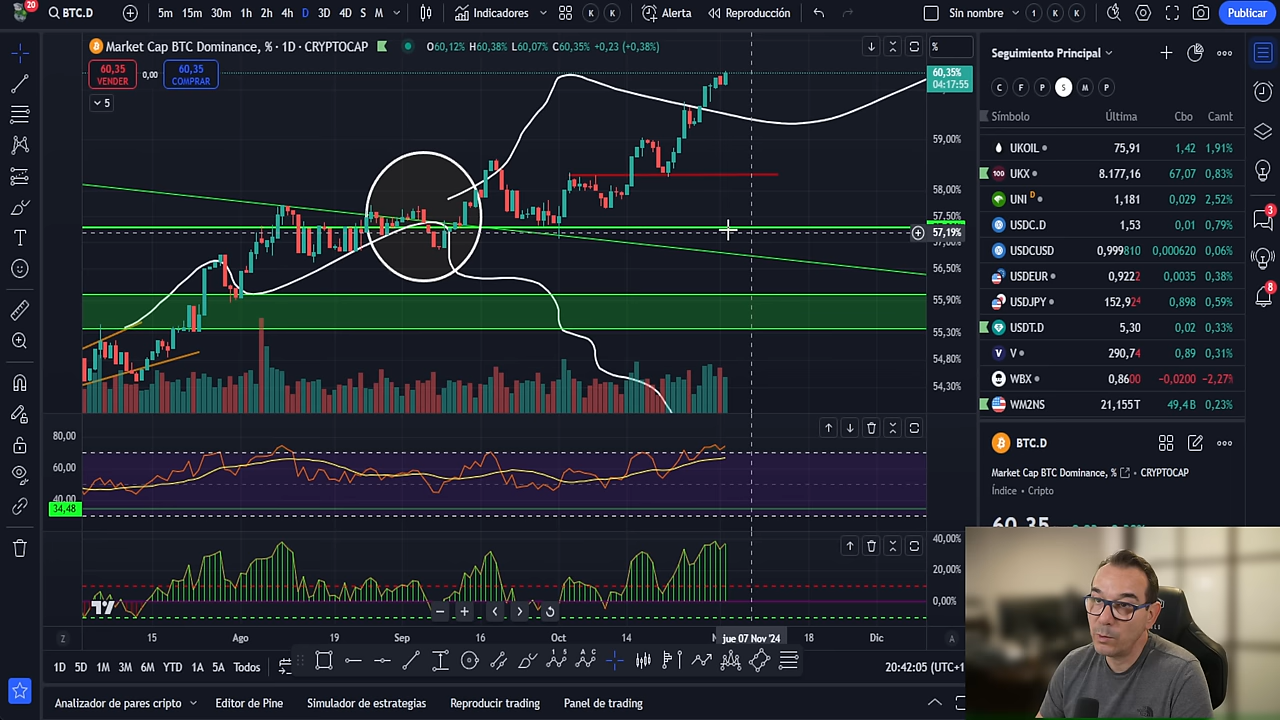 20
BTC.D
5m 15m 30m 1h 2h 4h D 3D 4D S M
Indicadores
K K
Alerta
Reproducción
Sin nombre
1 K K
Publicar
Market Cap BTC Dominance, % · 1D · CRYPTOCAP
O60,12% H60,38% L60,07% C60,35% +0,23 (+0,38%)
60,35
VENDER
0,00
60,35
COMPRAR
5
%
60,35%
04:17:55
59,00%
58,00%
57,50%
57,19%
56,50%
55,90%
55,30%
54,80%
54,30%
80,00
60,00
40,00
34,48
40,00%
20,00%
0,00%
15 Ago 19 Sep 16 Oct 14
jue 07 Nov '24
18 Dic
Z
A
1D 5D 1M 3M 6M YTD 1A 5A Todos
20:42:05 (UTC+1
Analizador de pares cripto
Editor de Pine
Simulador de estrategias
Reproducir trading
Panel de trading
Seguimiento Principal
C F P S M P
Símbolo Última Cbo Camt
UKOIL 75,91 1,42 1,91%
100 UKX 8.177,16 67,07 0,83%
UNI D 1,181 0,029 2,52%
USDC.D 1,53 0,01 0,79%
USDCUSD 0,999810 0,000620 0,06%
USDEUR 0,9222 0,0035 0,38%
USDJPY 152,924 0,898 0,59%
USDT.D 5,30 0,02 0,33%
V 290,74 0,89 0,31%
WBX 0,8600 −0,0200 −2,27%
WM2NS 21,155T 49,4B 0,23%
BTC.D
Market Cap BTC Dominance, % · CRYPTOCAP
Índice · Cripto
60,35
3
8